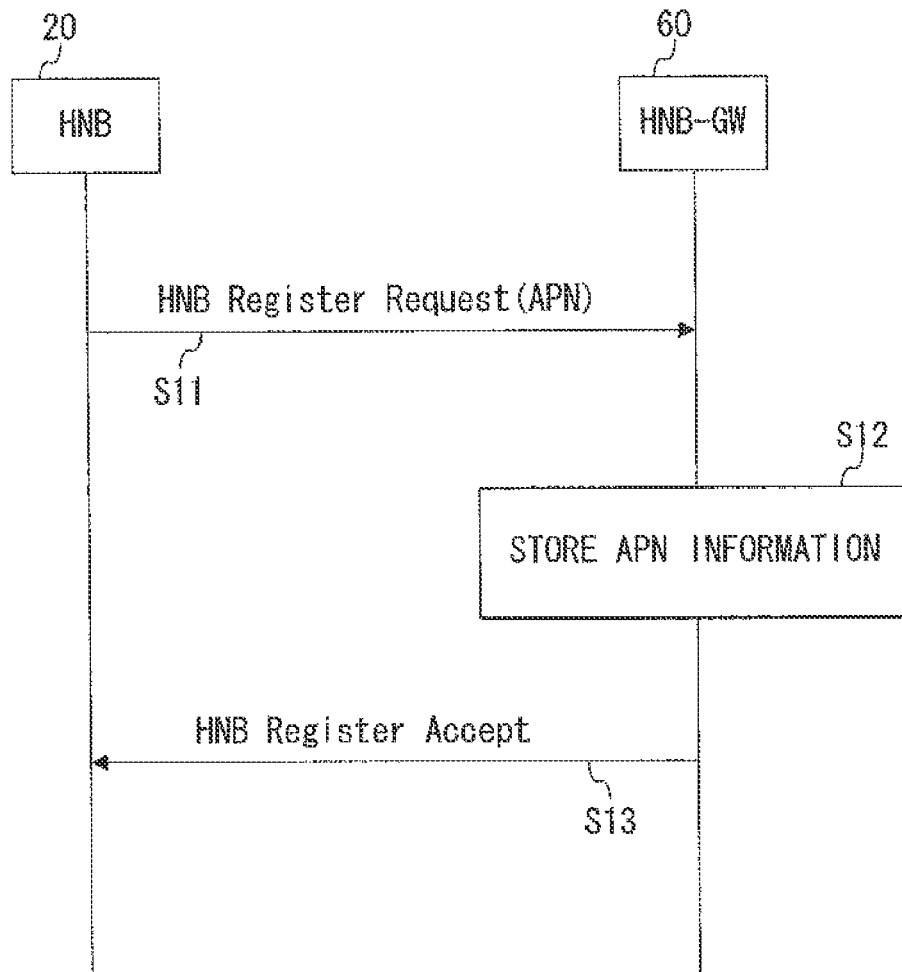 20
60
HNB
HNB-GW
HNB Register Request(APN)
S11
S12
STORE APN INFORMATION
HNB Register Accept
S13